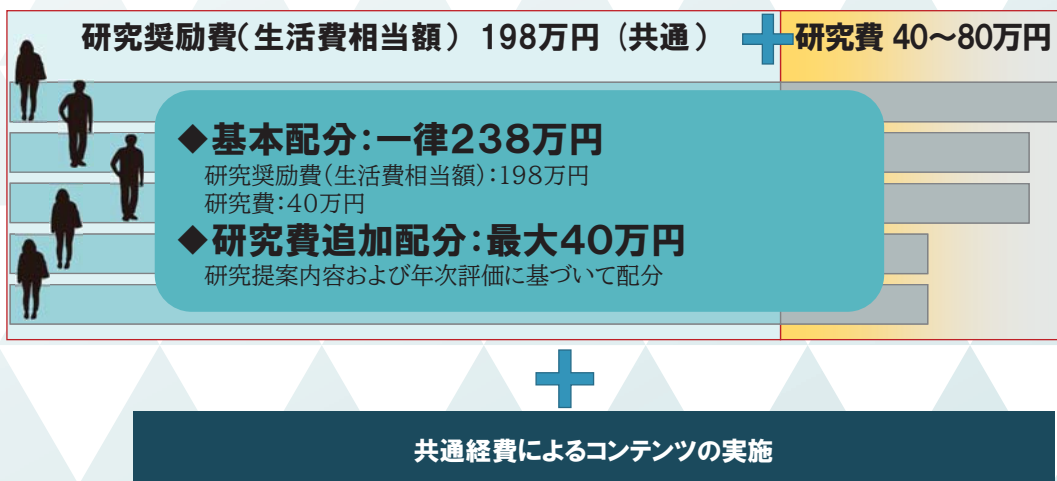 研究奨励費（生活費相当額） 198万円（共通） ＋ 研究費 40～80万円
◆基本配分：一律238万円
研究奨励費（生活費相当額）：198万円
研究費：40万円
◆研究費追加配分：最大40万円
研究提案内容および年次評価に基づいて配分
＋
共通経費によるコンテンツの実施